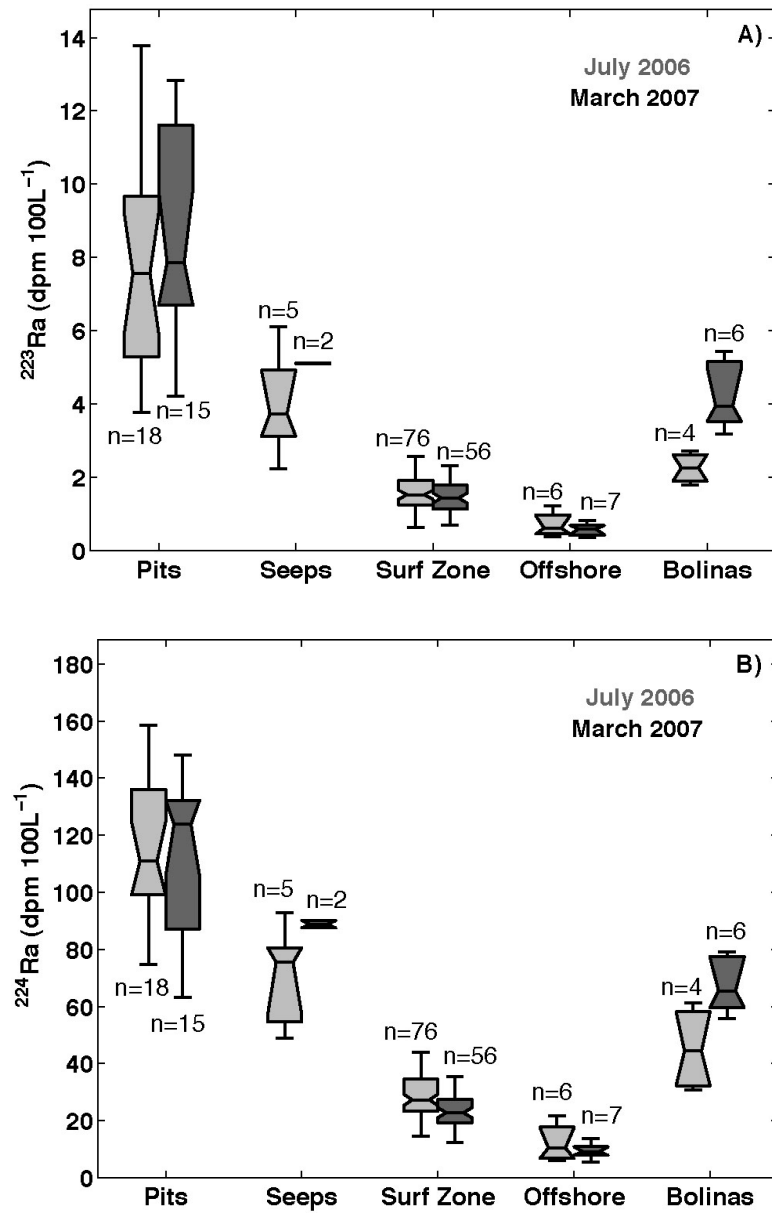 A)
July 2006
March 2007
14
12
10
8
6
4
2
0
²²³Ra (dpm 100L⁻¹)
n=18
n=15
n=5
n=2
n=76
n=56
n=6
n=7
n=4
n=6
Pits Seeps Surf Zone Offshore Bolinas
B)
July 2006
March 2007
180
160
140
120
100
80
60
40
20
0
²²⁴Ra (dpm 100L⁻¹)
n=18
n=15
n=5
n=2
n=76
n=56
n=6
n=7
n=4
n=6
Pits Seeps Surf Zone Offshore Bolinas